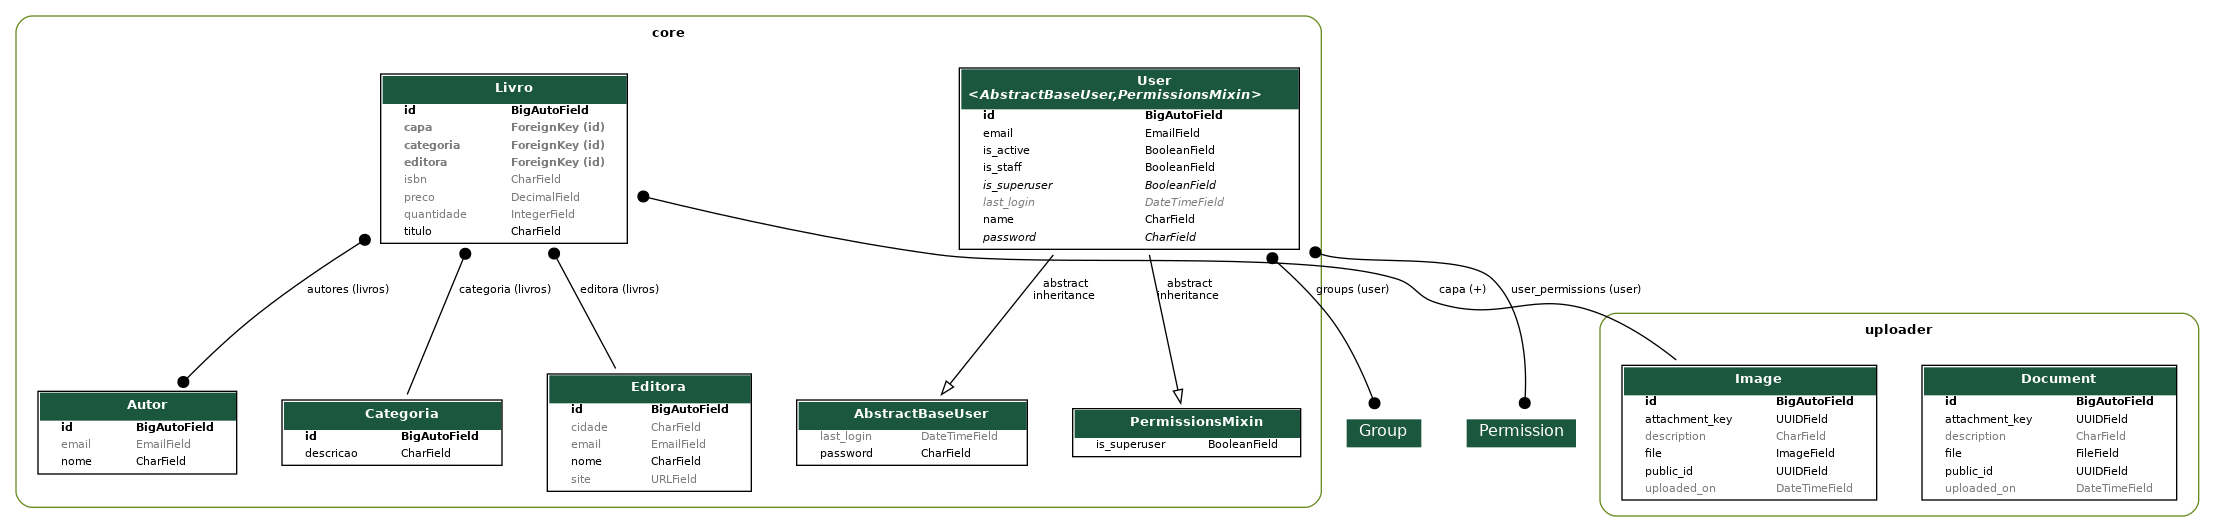 core
Livro
id BigAutoField
capa ForeignKey (id)
categoria ForeignKey (id)
editora ForeignKey (id)
isbn CharField
preco DecimalField
quantidade IntegerField
titulo CharField
User
<AbstractBaseUser,PermissionsMixin>
id BigAutoField
email EmailField
is_active BooleanField
is_staff BooleanField
is_superuser BooleanField
last_login DateTimeField
name CharField
password CharField
autores (livros)
categoria (livros)
editora (livros)
abstract
inheritance
abstract
inheritance
groups (user)
capa (+)
user_permissions (user)
Autor
id BigAutoField
email EmailField
nome CharField
Categoria
id BigAutoField
descricao CharField
Editora
id BigAutoField
cidade CharField
email EmailField
nome CharField
site URLField
AbstractBaseUser
last_login DateTimeField
password CharField
PermissionsMixin
is_superuser BooleanField
Group
Permission
uploader
Image
id BigAutoField
attachment_key UUIDField
description CharField
file ImageField
public_id UUIDField
uploaded_on DateTimeField
Document
id BigAutoField
attachment_key UUIDField
description CharField
file FileField
public_id UUIDField
uploaded_on DateTimeField